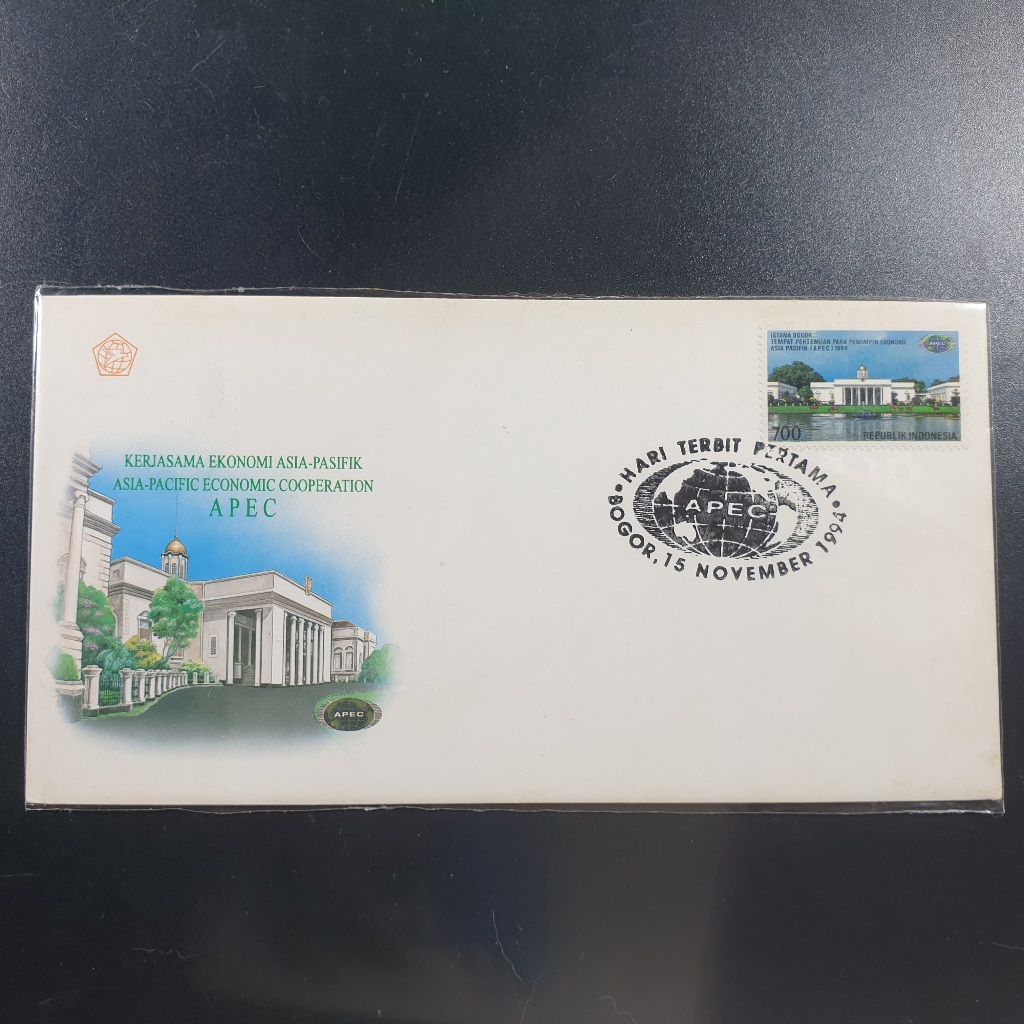 ISTANA BOGOR,
TEMPAT PERTEMUAN PARA PEMIMPIN EKONOMI
ASIA PASIFIK (APEC) 1994
APEC
700
REPUBLIK INDONESIA
KERJASAMA EKONOMI ASIA-PASIFIK
ASIA-PACIFIC ECONOMIC COOPERATION
APEC
HARI TERBIT PERTAMA
APEC
BOGOR, 15 NOVEMBER 1994
APEC